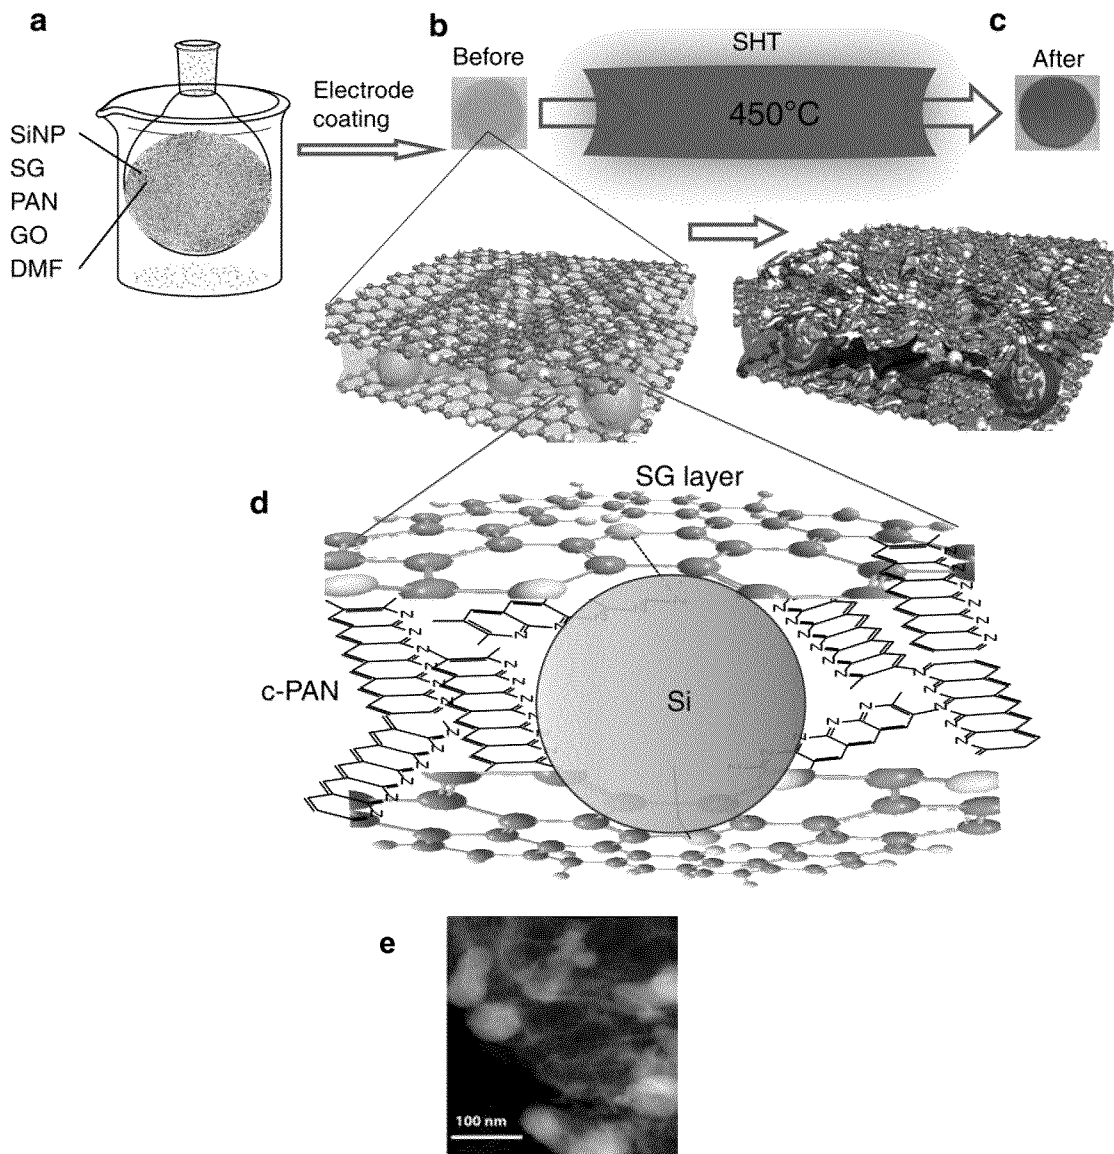 a
SiNP
SG
PAN
GO
DMF
Electrode
coating
b
Before
SHT
450°C
c
After
d
SG layer
c-PAN
Si
e
100 nm